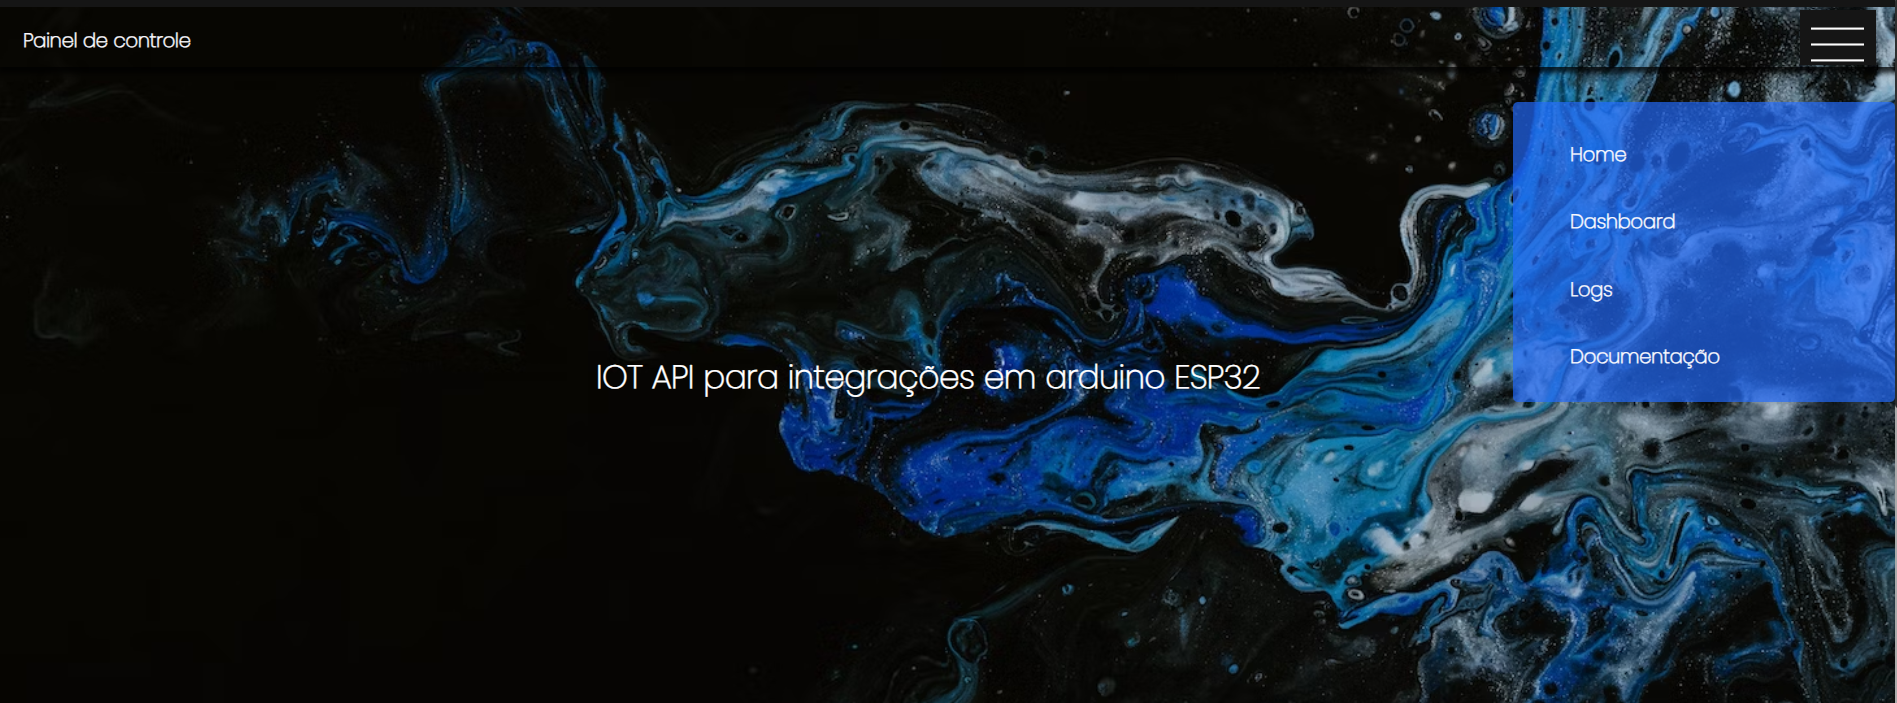 Painel de controle
Home
Dashboard
Logs
Documentação
IOT API para integrações em arduino ESP32